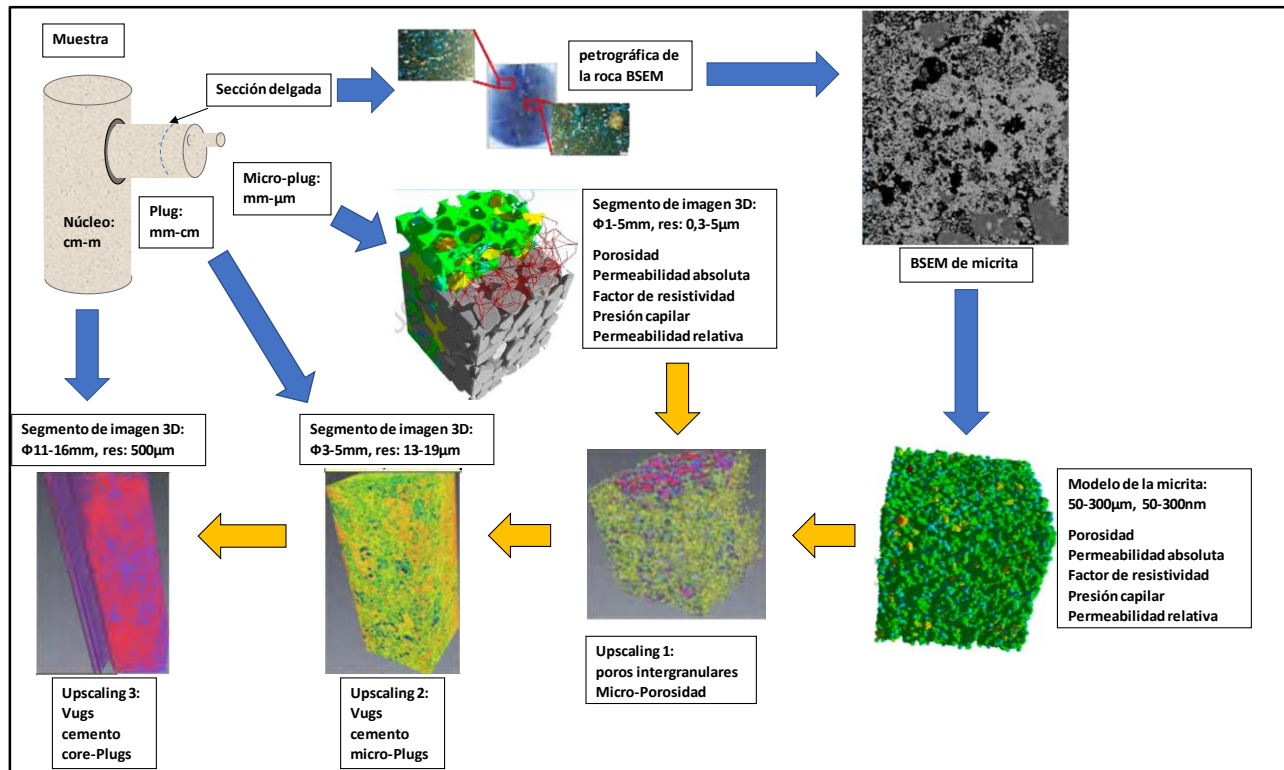 Muestra
Sección delgada
petrográfica de
la roca BSEM
Núcleo:
cm-m
Plug:
mm-cm
Micro-plug:
mm-μm
Segmento de imagen 3D:
Φ1-5mm, res: 0,3-5μm
Porosidad
Permeabilidad absoluta
Factor de resistividad
Presión capilar
Permeabilidad relativa
BSEM de micrita
Segmento de imagen 3D:
Φ11-16mm, res: 500μm
Segmento de imagen 3D:
Φ3-5mm, res: 13-19μm
Modelo de la micrita:
50-300μm, 50-300nm
Porosidad
Permeabilidad absoluta
Factor de resistividad
Presión capilar
Permeabilidad relativa
Upscaling 3:
Vugs
cemento
core-Plugs
Upscaling 2:
Vugs
cemento
micro-Plugs
Upscaling 1:
poros intergranulares
Micro-Porosidad